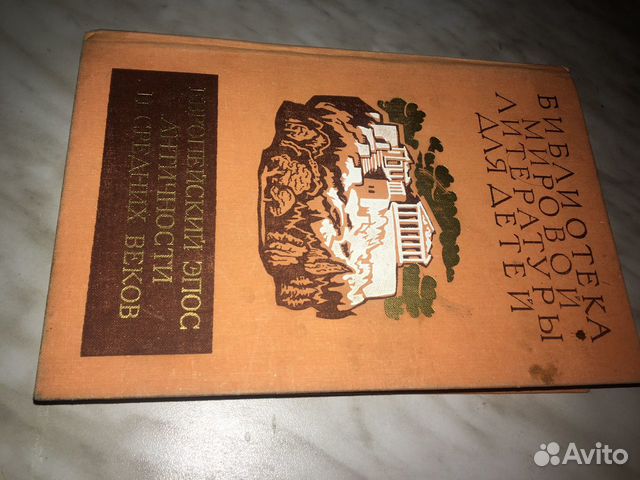 БИБЛИОТЕКА
МИРОВОЙ
ЛИТЕРАТУРЫ
ДЛЯ ДЕТЕЙ
ЕВРОПЕЙСКИЙ ЭПОС
АНТИЧНОСТИ
И СРЕДНИХ ВЕКОВ
Avito